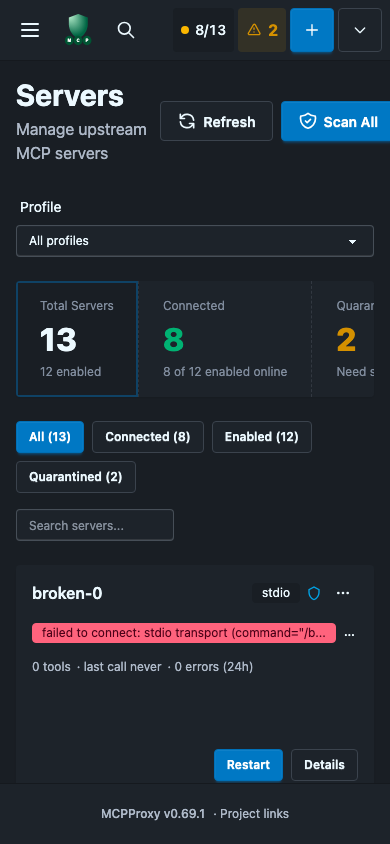 MCP
8/13
2
Servers
Manage upstream
MCP servers
Refresh
Scan All
Profile
All profiles
Total Servers
13
12 enabled
Connected
8
8 of 12 enabled online
Quarar
2
Need s
All (13)
Connected (8)
Enabled (12)
Quarantined (2)
Search servers...
broken-0
stdio
failed to connect: stdio transport (command="/b...
0 tools · last call never · 0 errors (24h)
Restart
Details
MCPProxy v0.69.1 · Project links